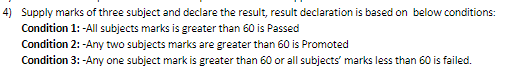 4) Supply marks of three subject and declare the result, result declaration is based on below conditions:
Condition 1: -All subjects marks is greater than 60 is Passed
Condition 2: -Any two subjects marks are greater than 60 is Promoted
Condition 3: -Any one subject mark is greater than 60 or all subjects' marks less than 60 is failed.